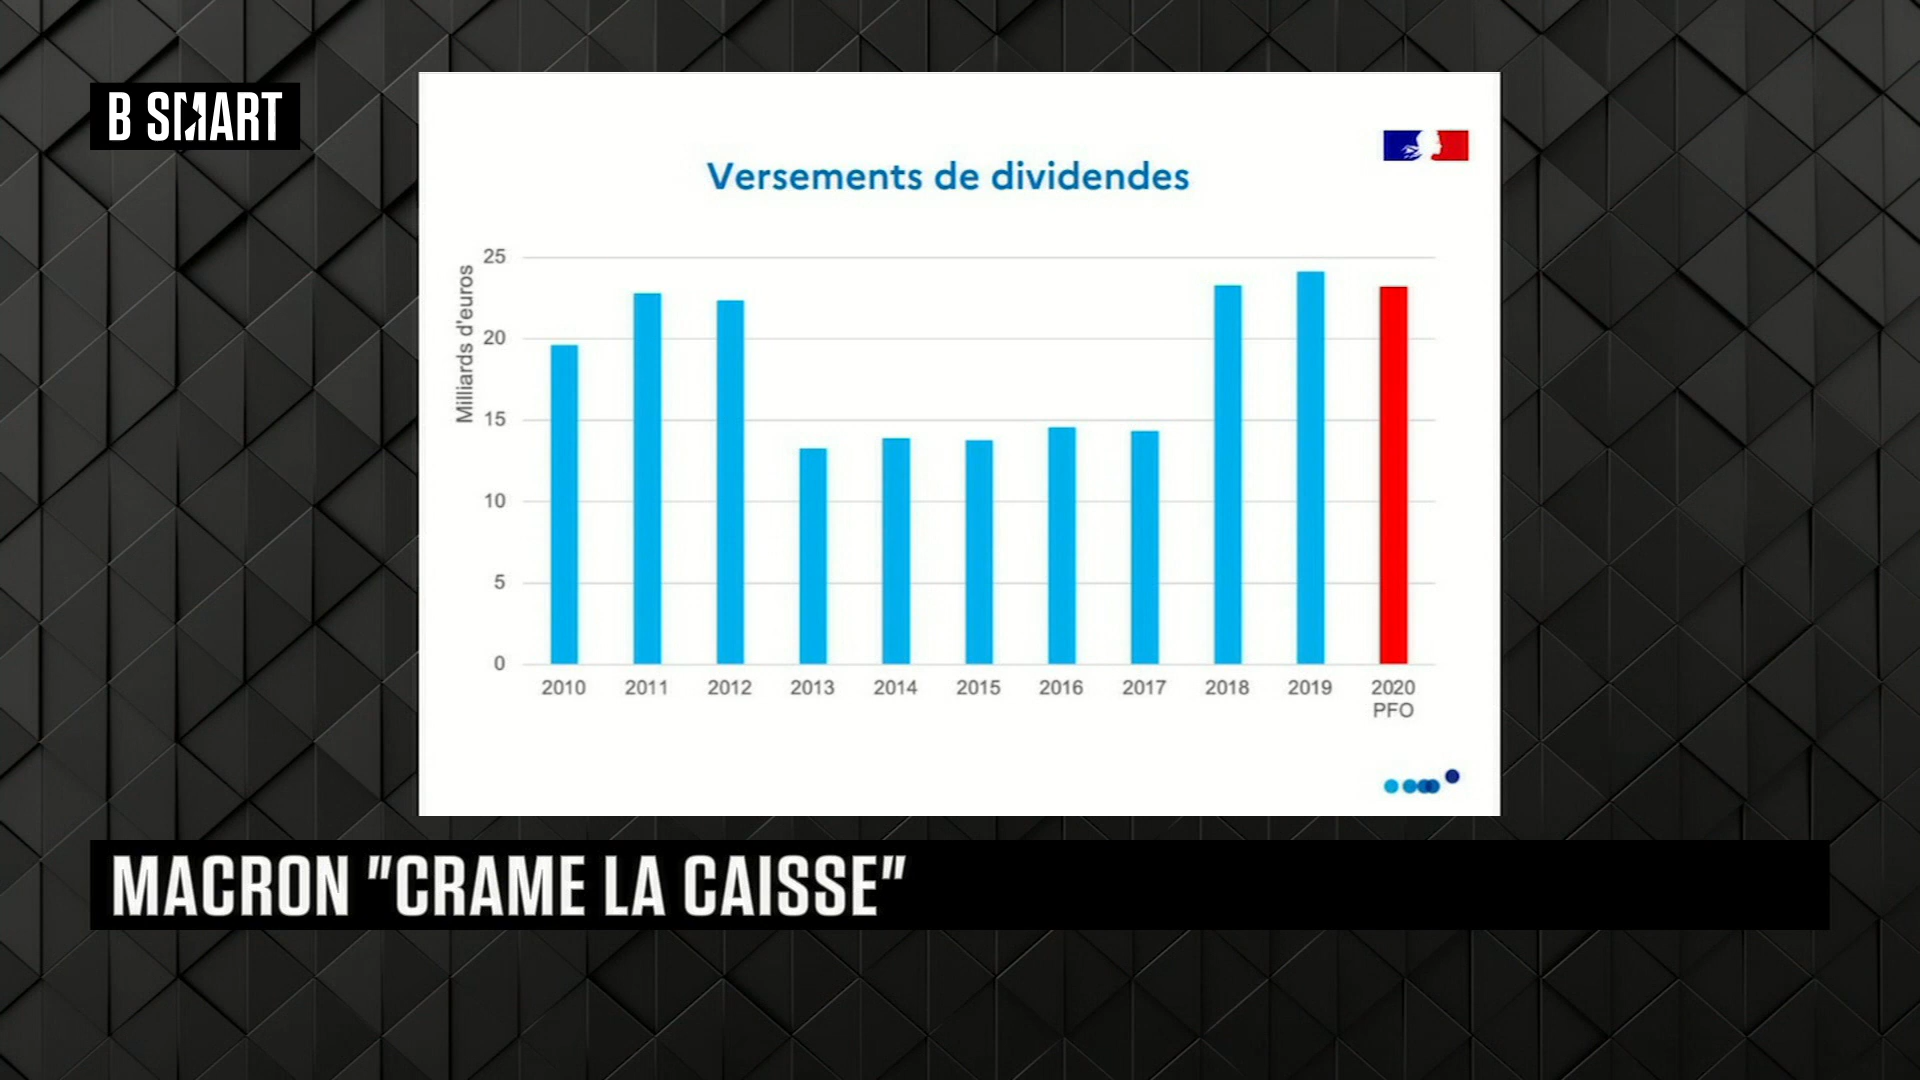 B SMART
Versements de dividendes
Milliards d'euros
25
20
15
10
5
0
2010 2011 2012 2013 2014 2015 2016 2017 2018 2019 2020
PFO
MACRON "CRAME LA CAISSE"